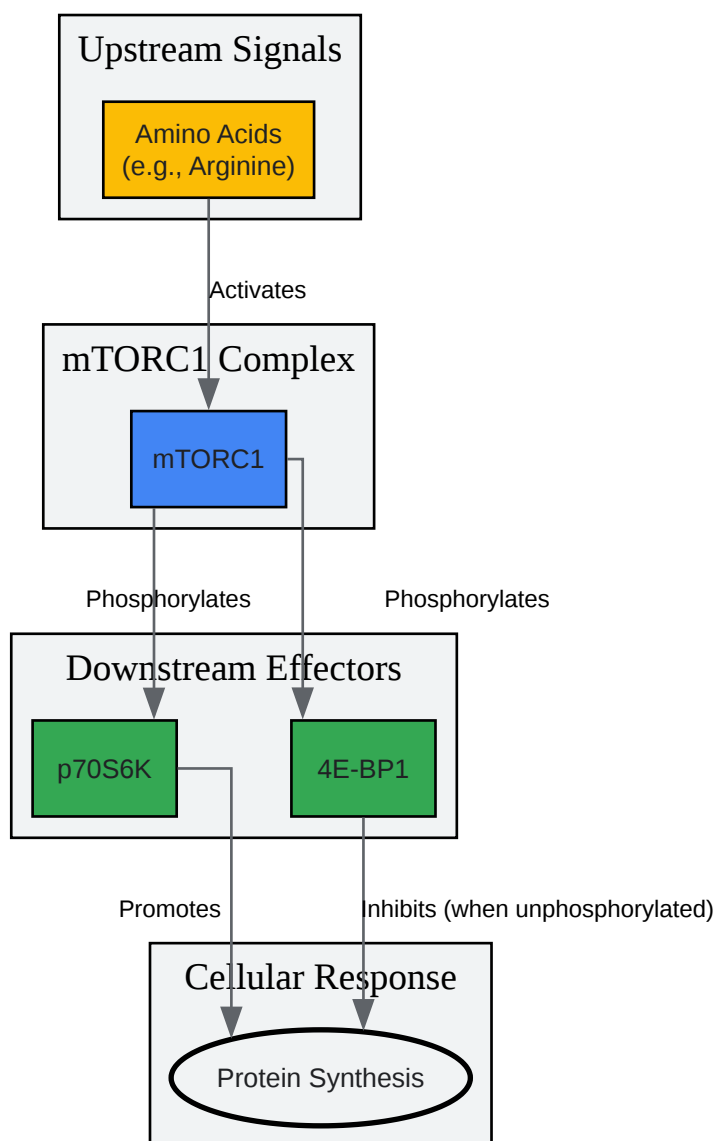 Upstream Signals
Amino Acids
(e.g., Arginine)
Activates
mTORC1 Complex
mTORC1
Phosphorylates
Phosphorylates
Downstream Effectors
p70S6K
4E-BP1
Promotes
Inhibits (when unphosphorylated)
Cellular Response
Protein Synthesis